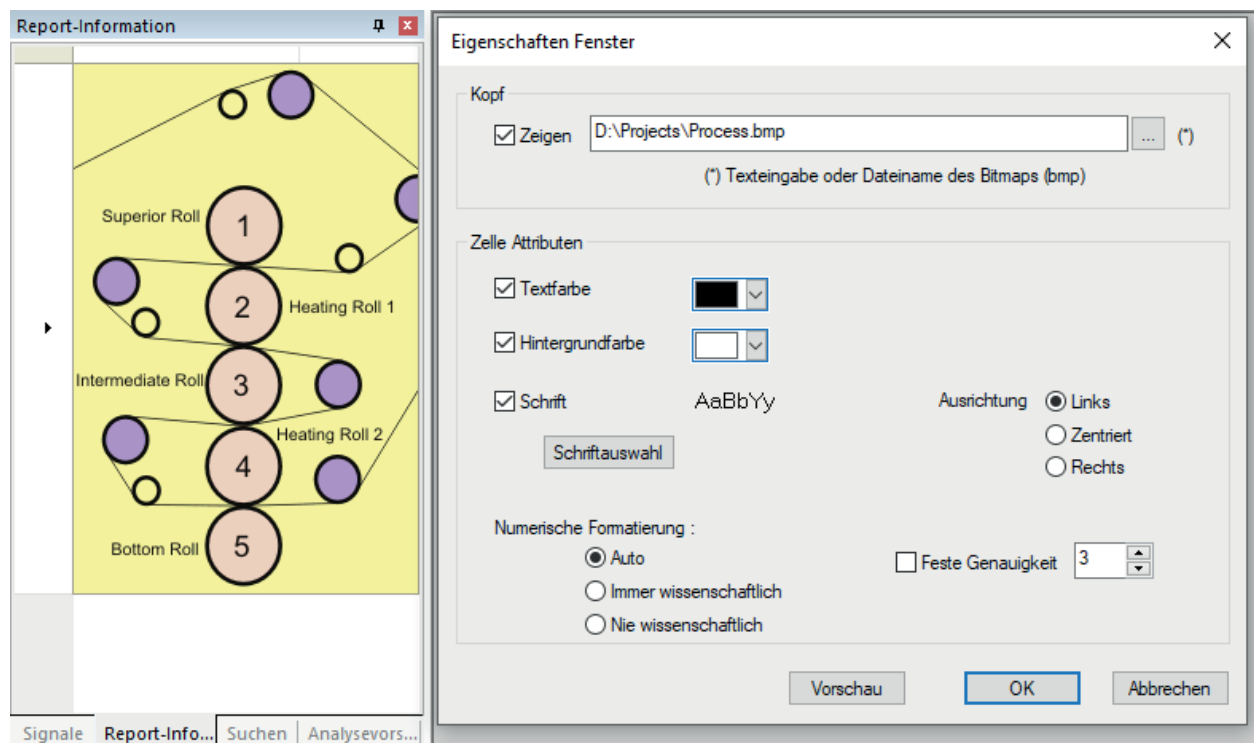 Report-Information
Superior Roll
1
2
Heating Roll 1
Intermediate Roll
3
Heating Roll 2
4
Bottom Roll
5
Signale
Report-Info...
Suchen
Analysevors...
Eigenschaften Fenster
Kopf
Zeigen
D:\Projects\Process.bmp
...
(*)
(*) Texteingabe oder Dateiname des Bitmaps (bmp)
Zelle Attributen
Textfarbe
Hintergrundfarbe
Schrift
AaBbYy
Ausrichtung
Links
Zentriert
Rechts
Schriftauswahl
Numerische Formatierung :
Auto
Immer wissenschaftlich
Nie wissenschaftlich
Feste Genauigkeit
3
Vorschau
OK
Abbrechen